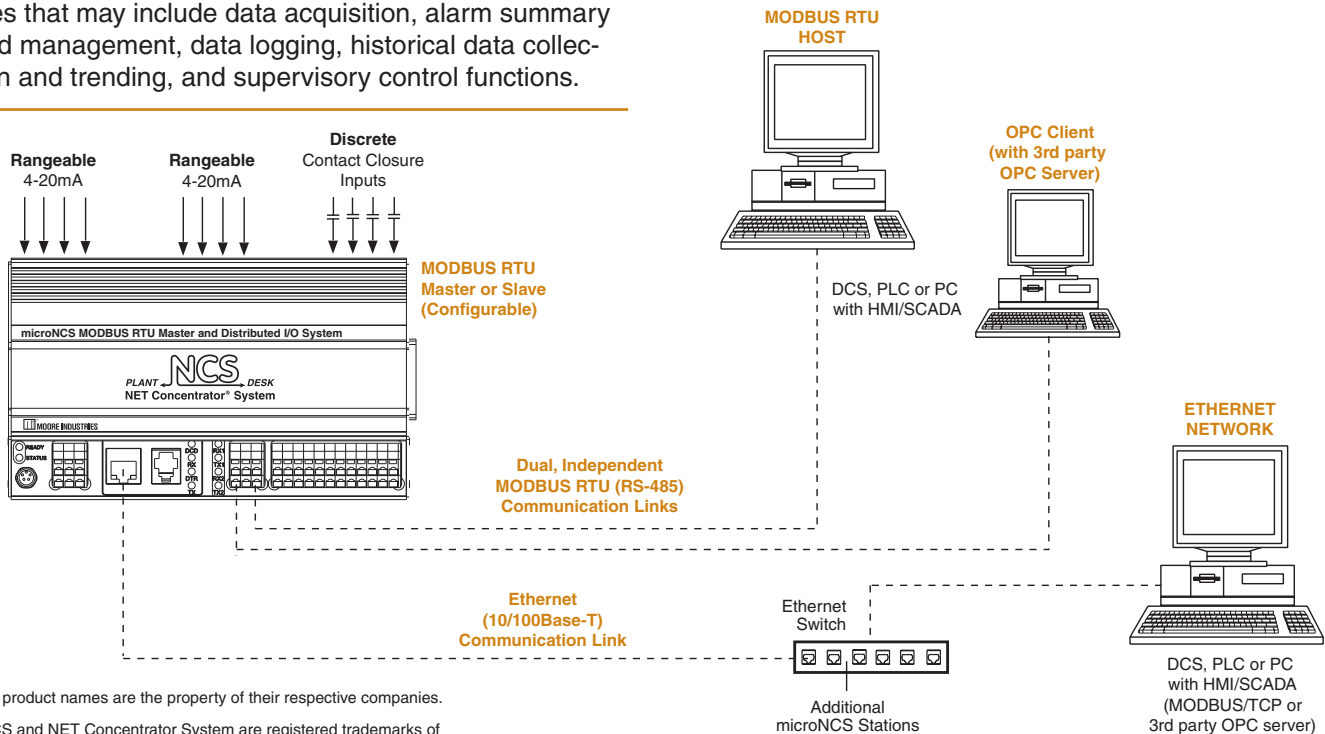 that may include data acquisition, alarm summary
management, data logging, historical data collec-
and trending, and supervisory control functions.
Rangeable
4-20mA
Rangeable
4-20mA
Discrete
Contact Closure
Inputs
MODBUS RTU
Master or Slave
(Configurable)
microNCS MODBUS RTU Master and Distributed I/O System
PLANT NCS DESK
NET Concentrator® System
MOORE INDUSTRIES
READY
STATUS
DCD
RX
DTR
TX
RX1
TX1
RX2
TX2
MODBUS RTU
HOST
DCS, PLC or PC
with HMI/SCADA
OPC Client
(with 3rd party
OPC Server)
Dual, Independent
MODBUS RTU (RS-485)
Communication Links
Ethernet
(10/100Base-T)
Communication Link
Ethernet
Switch
Additional
microNCS Stations
ETHERNET
NETWORK
DCS, PLC or PC
with HMI/SCADA
(MODBUS/TCP or
3rd party OPC server)
product names are the property of their respective companies.
and NET Concentrator System are registered trademarks of